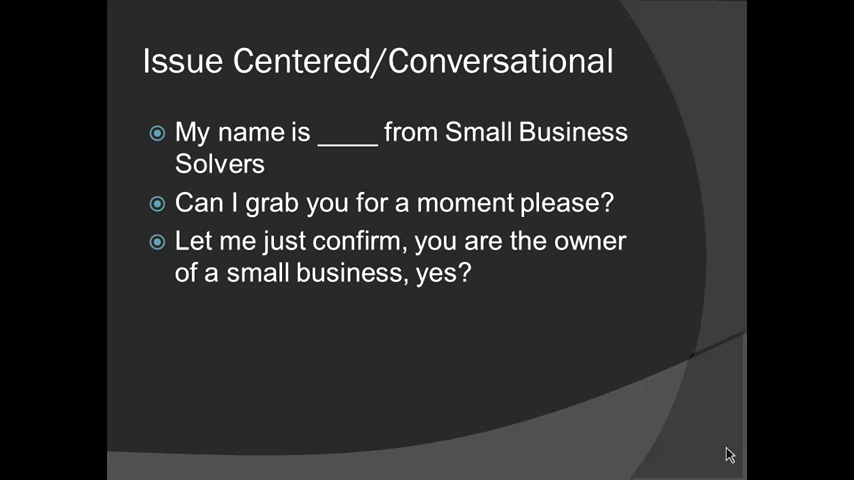 Issue Centered/Conversational
My name is ____ from Small Business
Solvers
Can I grab you for a moment please?
Let me just confirm, you are the owner
of a small business, yes?